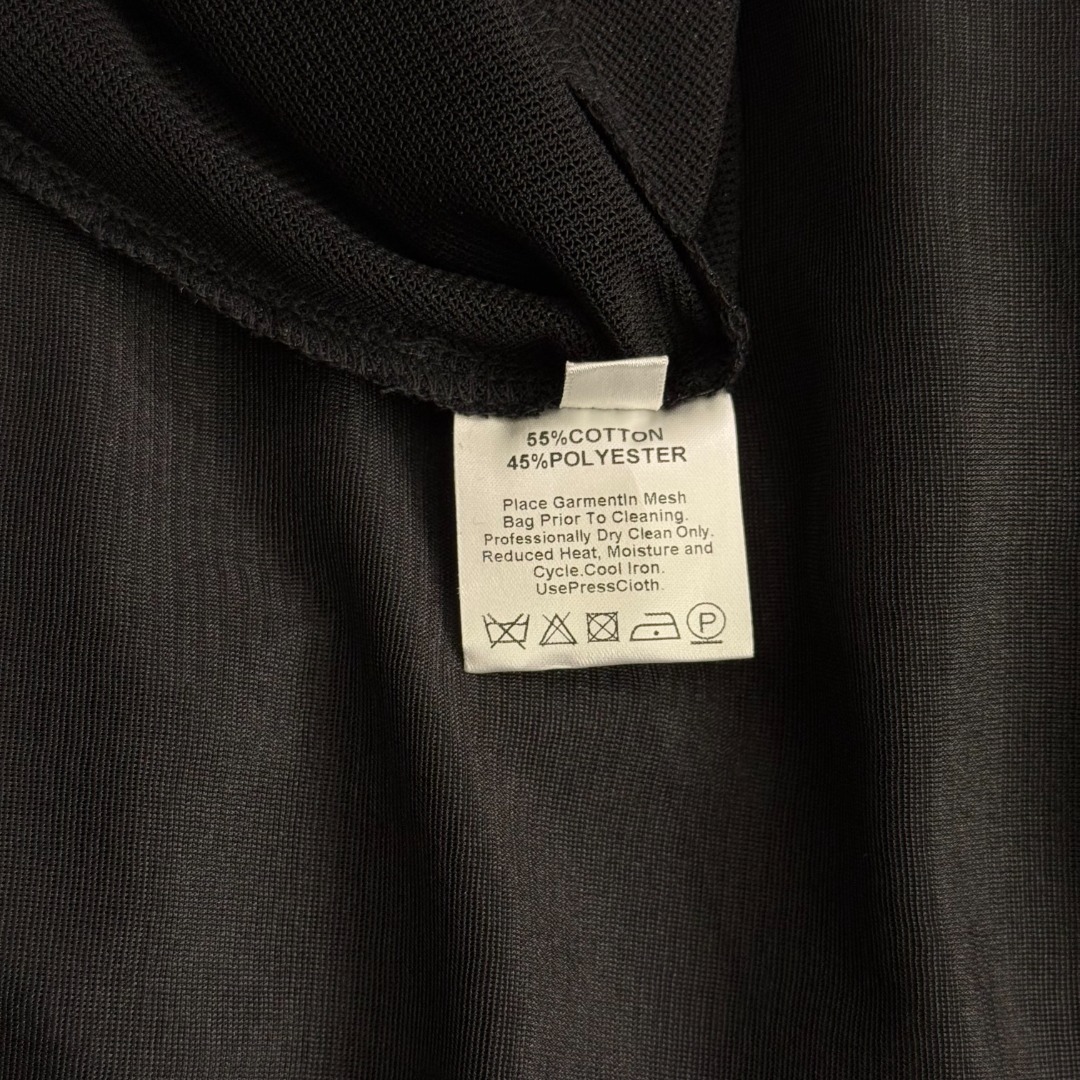 55%COTTON
45%POLYESTER
Place GarmentIn Mesh
Bag Prior To Cleaning.
Professionally Dry Clean Only.
Reduced Heat, Moisture and
Cycle.Cool Iron.
UsePressCloth.
P